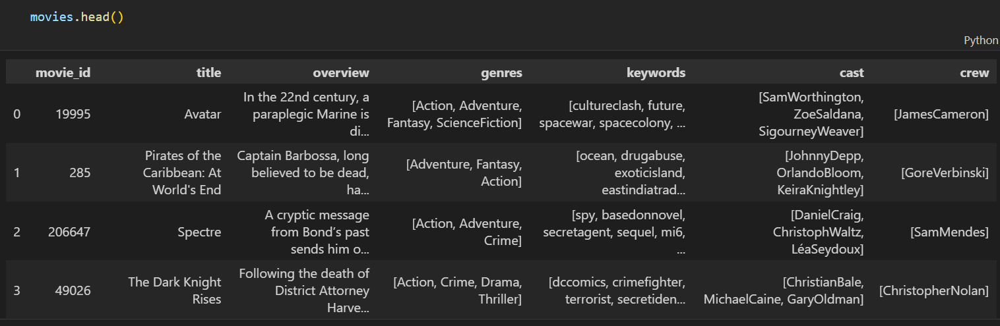 movies.head()
Python
movie_id title overview genres keywords cast crew
0 19995 Avatar In the 22nd century, a paraplegic Marine is di... [Action, Adventure, Fantasy, ScienceFiction] [cultureclash, future, spacewar, spacecolony, ... [SamWorthington, ZoeSaldana, SigourneyWeaver] [JamesCameron]
1 285 Pirates of the Caribbean: At World's End Captain Barbossa, long believed to be dead, ha... [Adventure, Fantasy, Action] [ocean, drugabuse, exoticisland, eastindiatrad... [JohnnyDepp, OrlandoBloom, KeiraKnightley] [GoreVerbinski]
2 206647 Spectre A cryptic message from Bond’s past sends him o... [Action, Adventure, Crime] [spy, basedonnovel, secretagent, sequel, mi6, ... [DanielCraig, ChristophWaltz, LéaSeydoux] [SamMendes]
3 49026 The Dark Knight Rises Following the death of District Attorney Harve... [Action, Crime, Drama, Thriller] [dccomics, crimefighter, terrorist, secretiden... [ChristianBale, MichaelCaine, GaryOldman] [ChristopherNolan]